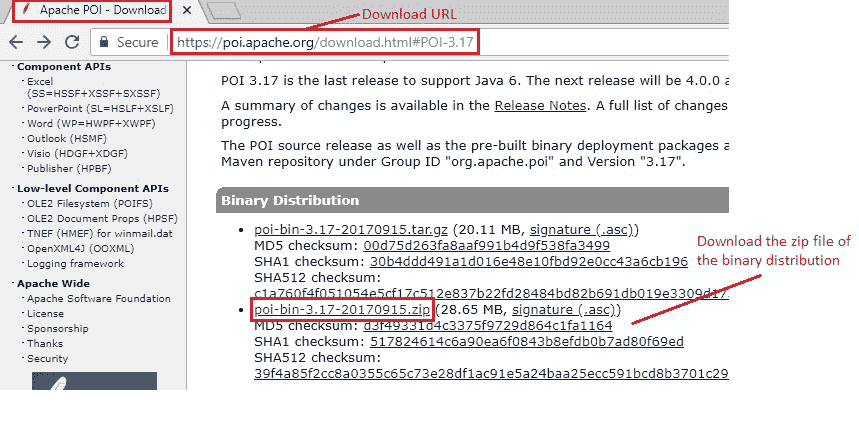 Apache POI - Download
Download URL
Secure
https://poi.apache.org/download.html#POI-3.17
Component APIs
Excel
(SS=HSSF+XSSF+SXSSF)
PowerPoint (SL=HSLF+XSLF)
Word (WP=HWPF+XWPF)
Outlook (HSMF)
Visio (HDGF+XDGF)
Publisher (HPBF)
Low-level Component APIs
OLE2 Filesystem (POIFS)
OLE2 Document Props (HPSF)
TNEF (HMEF) for winmail.dat
OpenXML4J (OOXML)
Logging framework
Apache Wide
Apache Software Foundation
License
Sponsorship
Thanks
Security
POI 3.17 is the last release to support Java 6. The next release will be 4.0.0 a
A summary of changes is available in the Release Notes. A full list of changes
progress.
The POI source release as well as the pre-built binary deployment packages a
Maven repository under Group ID "org.apache.poi" and Version "3.17".
Binary Distribution
poi-bin-3.17-20170915.tar.gz (20.11 MB, signature (.asc))
MD5 checksum: 00d75d263fa8aaf991b4d9f538fa3499
SHA1 checksum: 30b4ddd491a1d016e48e10fbd92e0cc43a6cb196
SHA512 checksum:
c1a760f4f051054e5cf17c512e837b22fd28484bd82b691db019e3309d17
poi-bin-3.17-20170915.zip (28.65 MB, signature (.asc))
MD5 checksum: d3f49331d4c3375f9729d864c1fa1164
SHA1 checksum: 517824614c6a90ea6f0843b8efdb0b7ad80f69ed
SHA512 checksum:
39f4a85f2cc8a0355c65c73e28df1ac91e5a24baa25ecc591bcd8b3701c29
Download the zip file of
the binary distribution